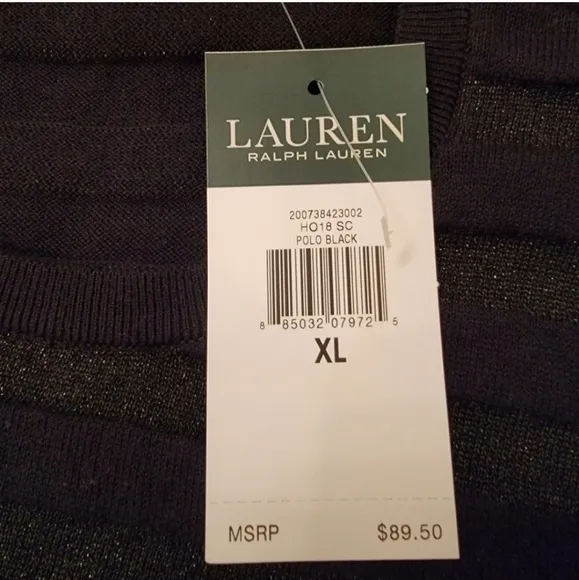 LAUREN
RALPH LAUREN
200738423002
HO18 SC
POLO BLACK
8 85032 07972 5
XL
MSRP $89.50